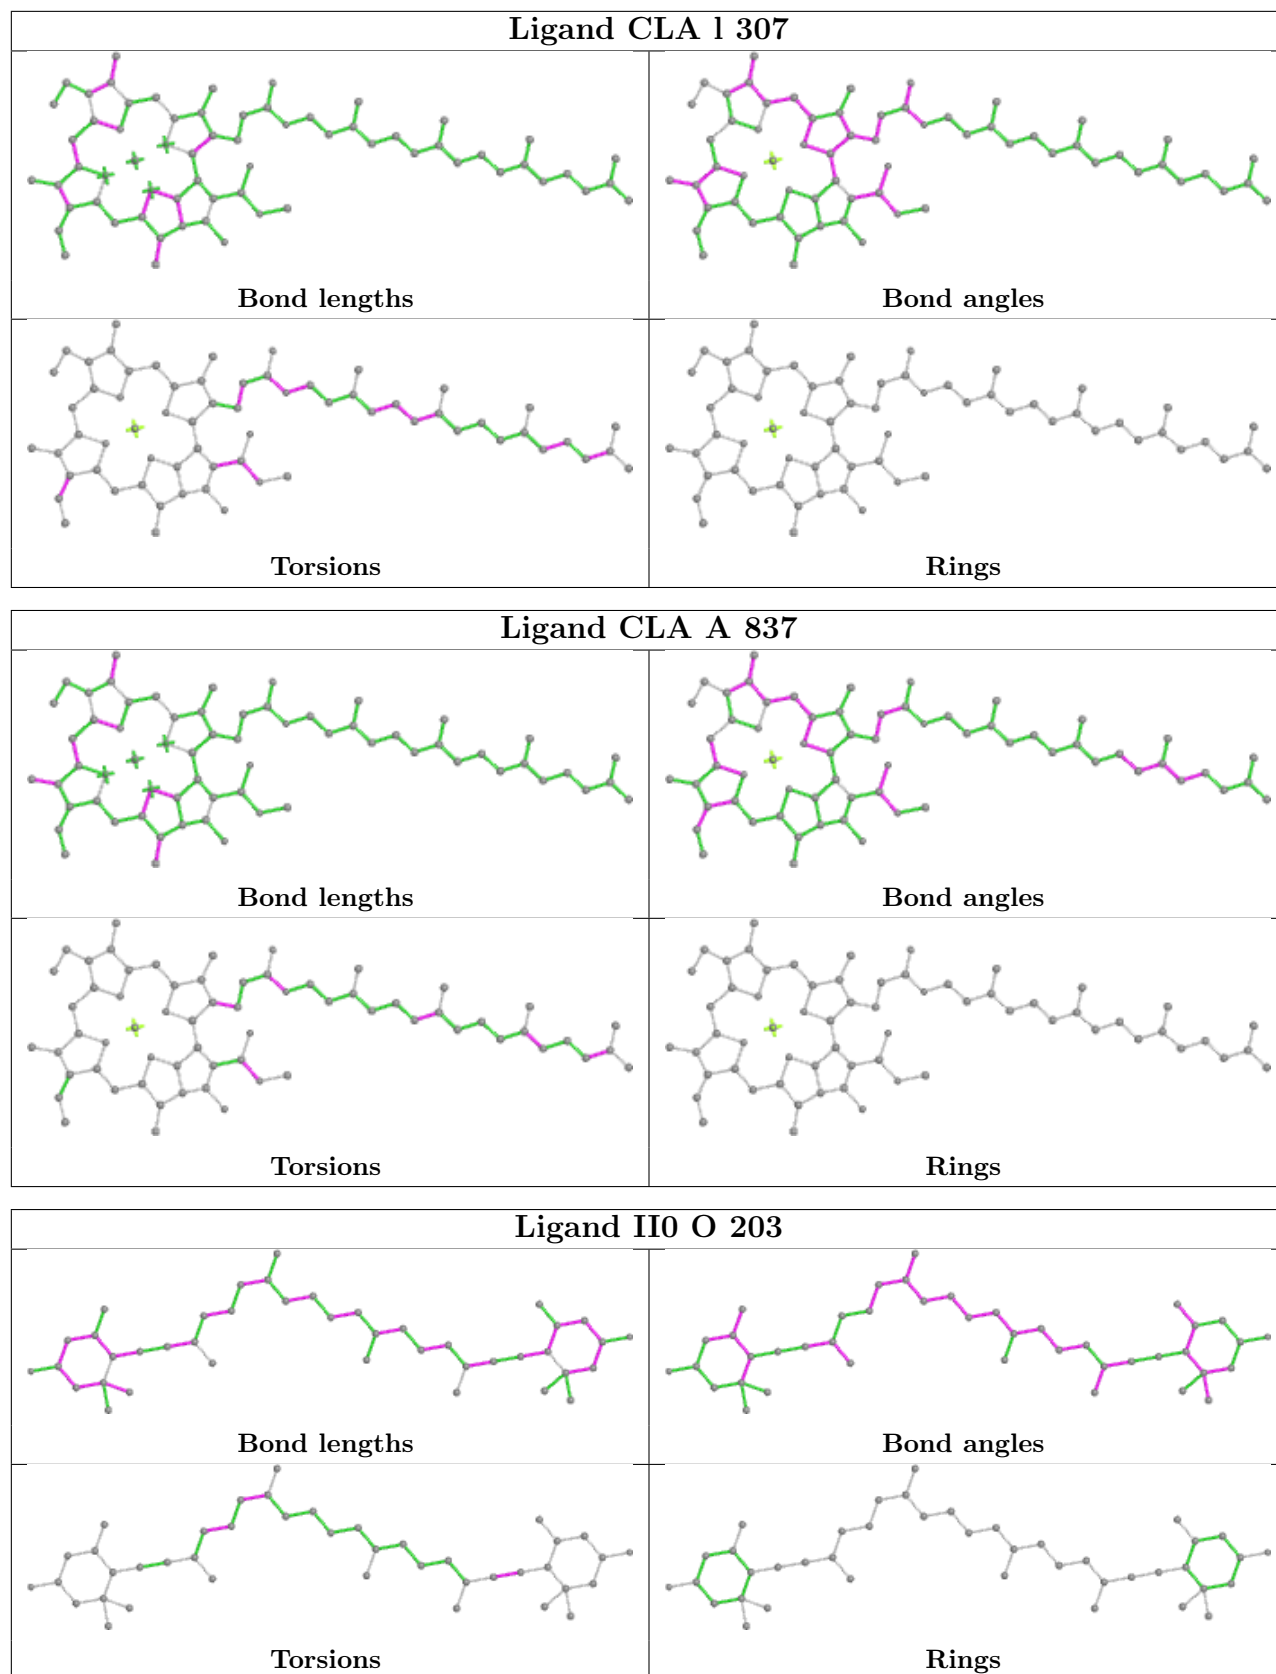 Ligand CLA l 307
Bond lengths
Bond angles
Torsions
Rings
Ligand CLA A 837
Bond lengths
Bond angles
Torsions
Rings
Ligand II0 O 203
Bond lengths
Bond angles
Torsions
Rings